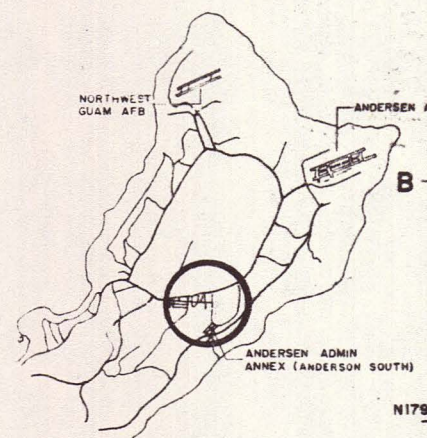 NORTHWEST
GUAM AFB
ANDERSEN A
B
ANDERSEN ADMIN
ANNEX (ANDERSON SOUTH)
N179